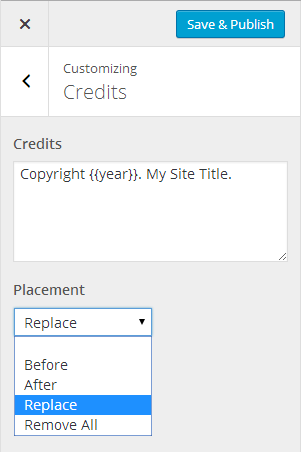 ×
Save & Publish
Customizing
Credits
Credits
Copyright {{year}}. My Site Title.
Placement
Replace
Before
After
Replace
Remove All